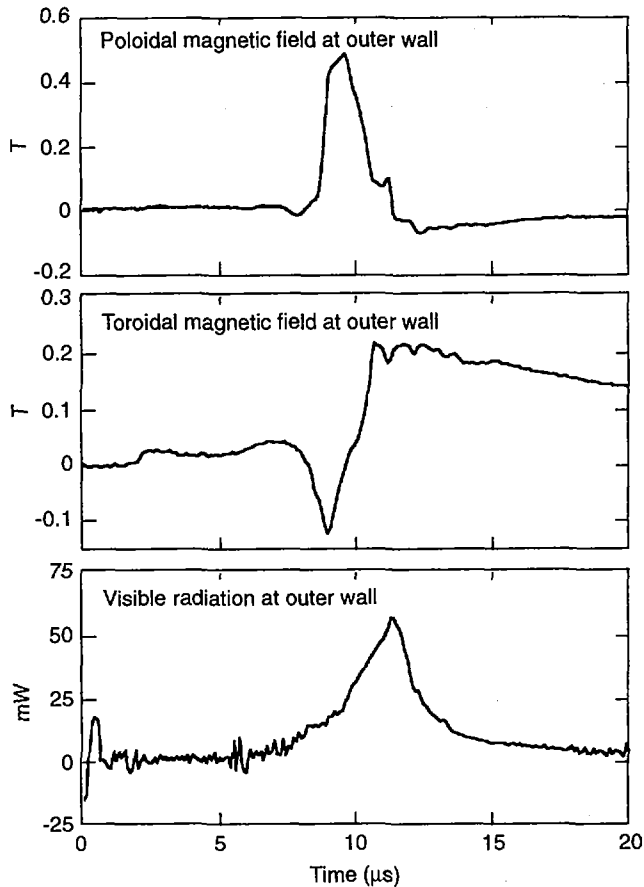 0.6
Poloidal magnetic field at outer wall
0.4
T
0.2
0
-0.2
0.3
Toroidal magnetic field at outer wall
0.2
T
0.1
0
-0.1
75
Visible radiation at outer wall
50
mW
25
0
-25
0 5 10 15 20
Time (μs)